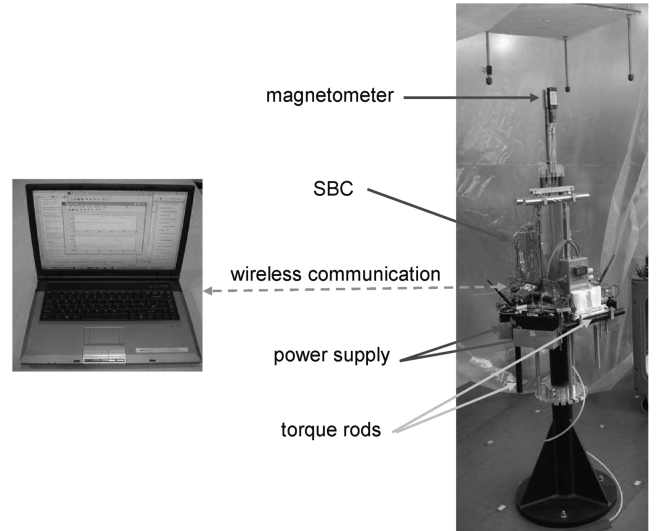 magnetometer
SBC
wireless communication
power supply
torque rods